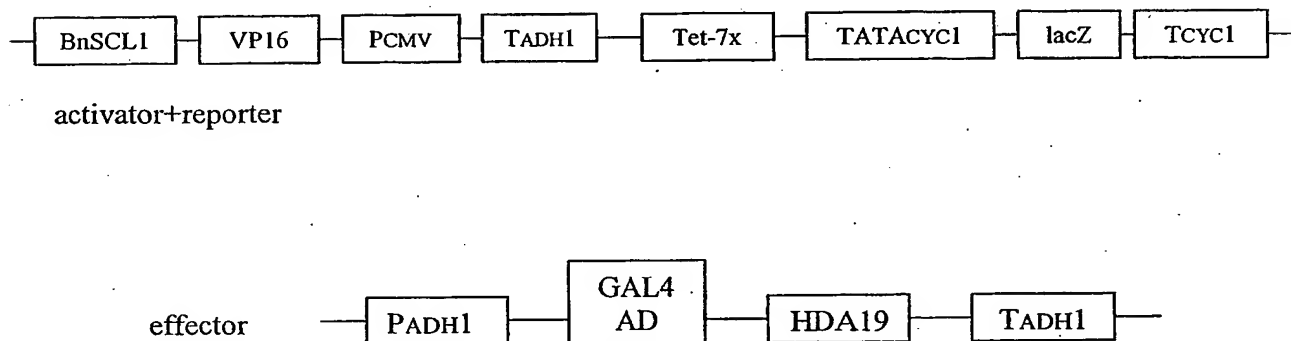 BnSCL1 VP16 PCMV TADH1 Tet-7x TATACYC1 lacZ TCYC1
activator+reporter
GAL4
AD
effector PADH1 HDA19 TADH1